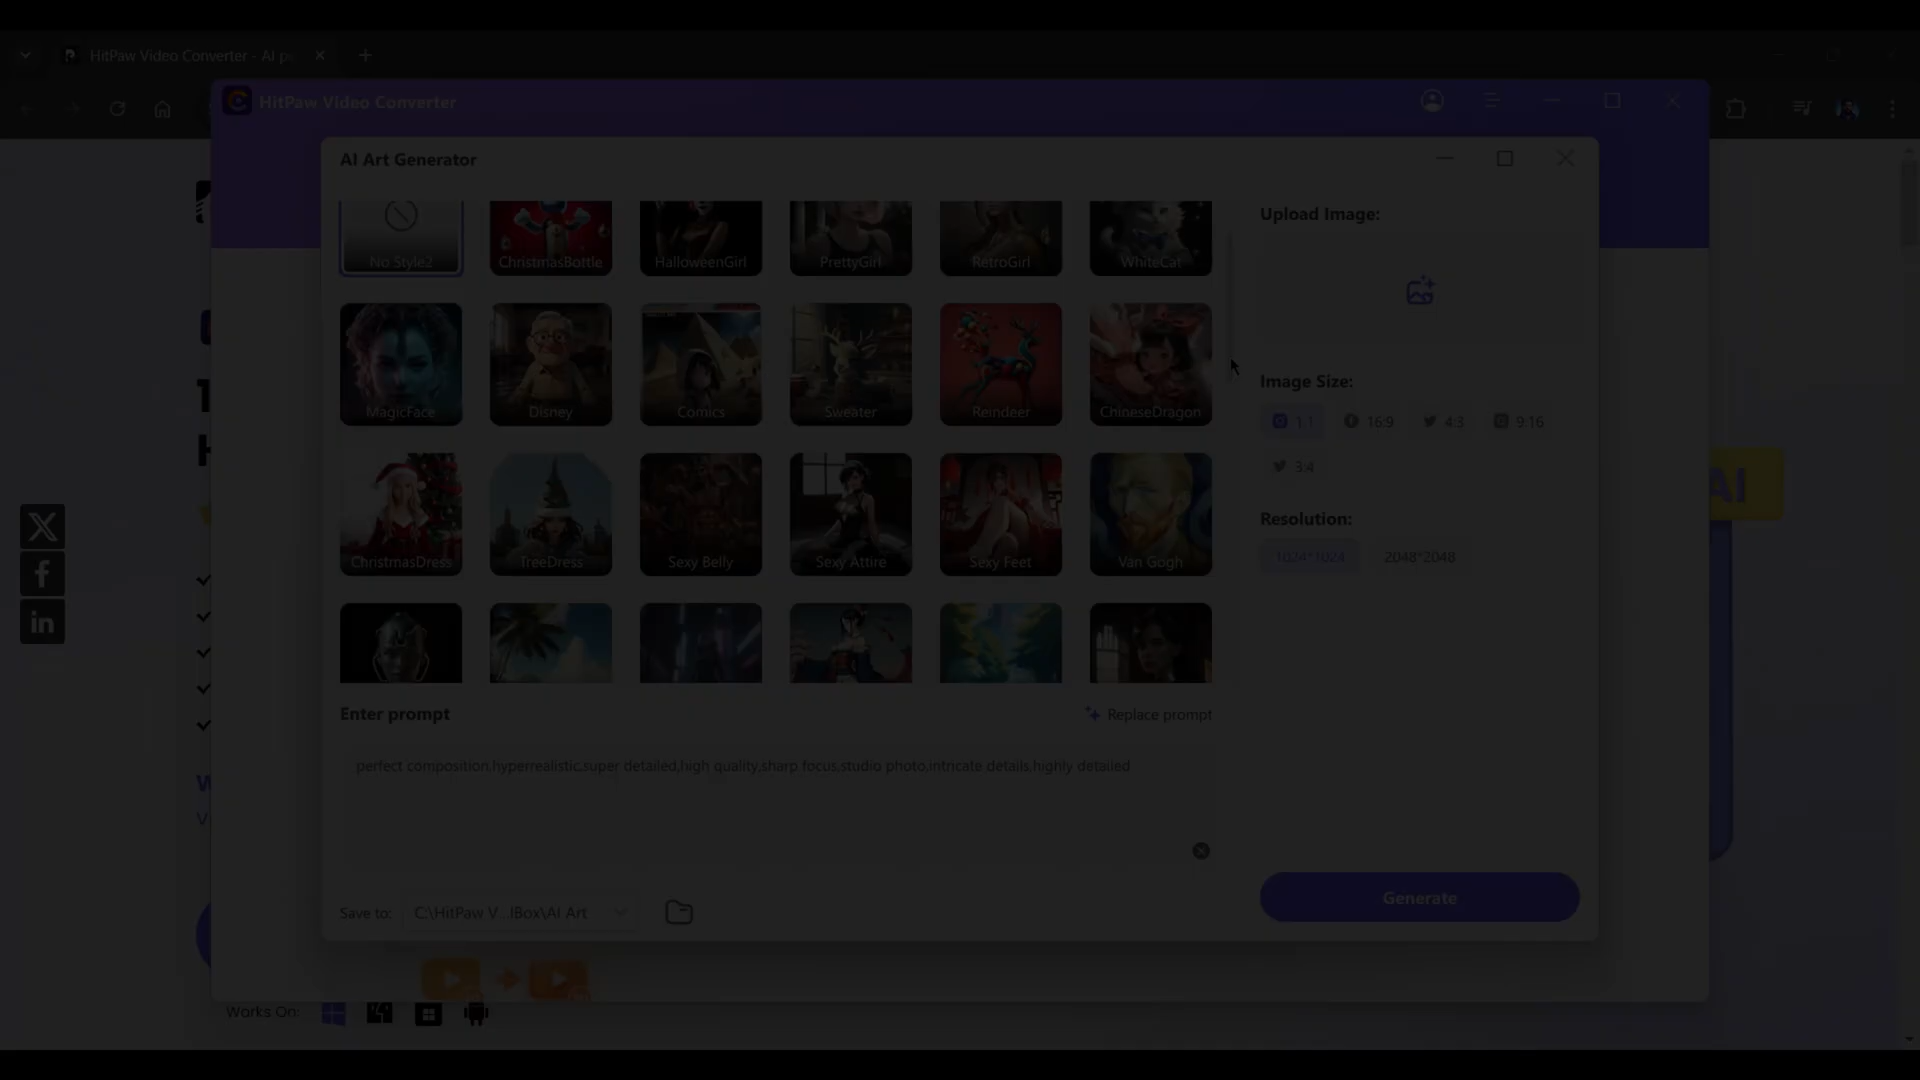 HitPaw Video Converter - AI p
HitPaw Video Converter
AI Art Generator
No Style2
ChristmasBottle
HalloweenGirl
PrettyGirl
RetroGirl
WhiteCat
MagicFace
Disney
Comics
Sweater
Reindeer
ChineseDragon
ChristmasDress
TreeDress
Sexy Belly
Sexy Attire
Sexy Feet
Van Gogh
Enter prompt
Replace prompt
perfect composition,hyperrealistic,super detailed,high quality,sharp focus,studio photo,intricate details,highly detailed
Save to:
C:\HitPaw V...lBox\AI Art
Upload Image:
Image Size:
1:1
16:9
4:3
9:16
3:4
Resolution:
1024*1024
2048*2048
Generate
AI
in
Works On: